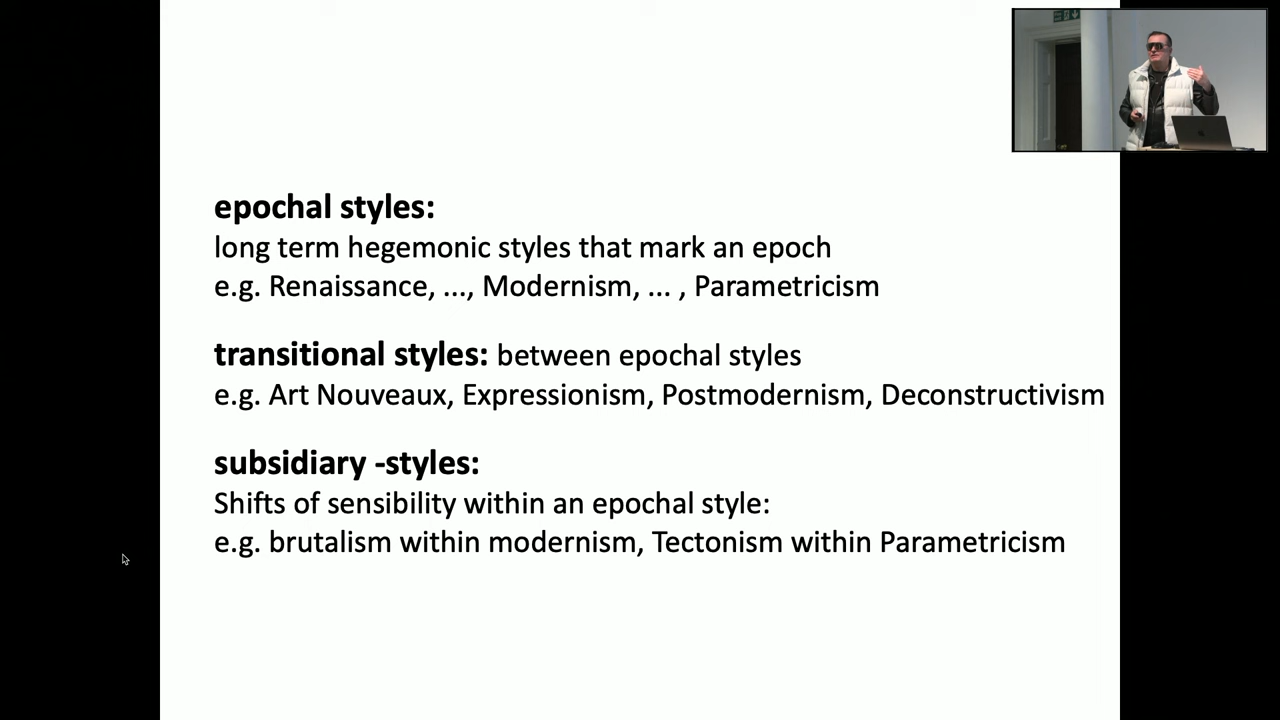 epochal styles:
long term hegemonic styles that mark an epoch
e.g. Renaissance, ..., Modernism, ... , Parametricism
transitional styles: between epochal styles
e.g. Art Nouveaux, Expressionism, Postmodernism, Deconstructivism
subsidiary -styles:
Shifts of sensibility within an epochal style:
e.g. brutalism within modernism, Tectonism within Parametricism